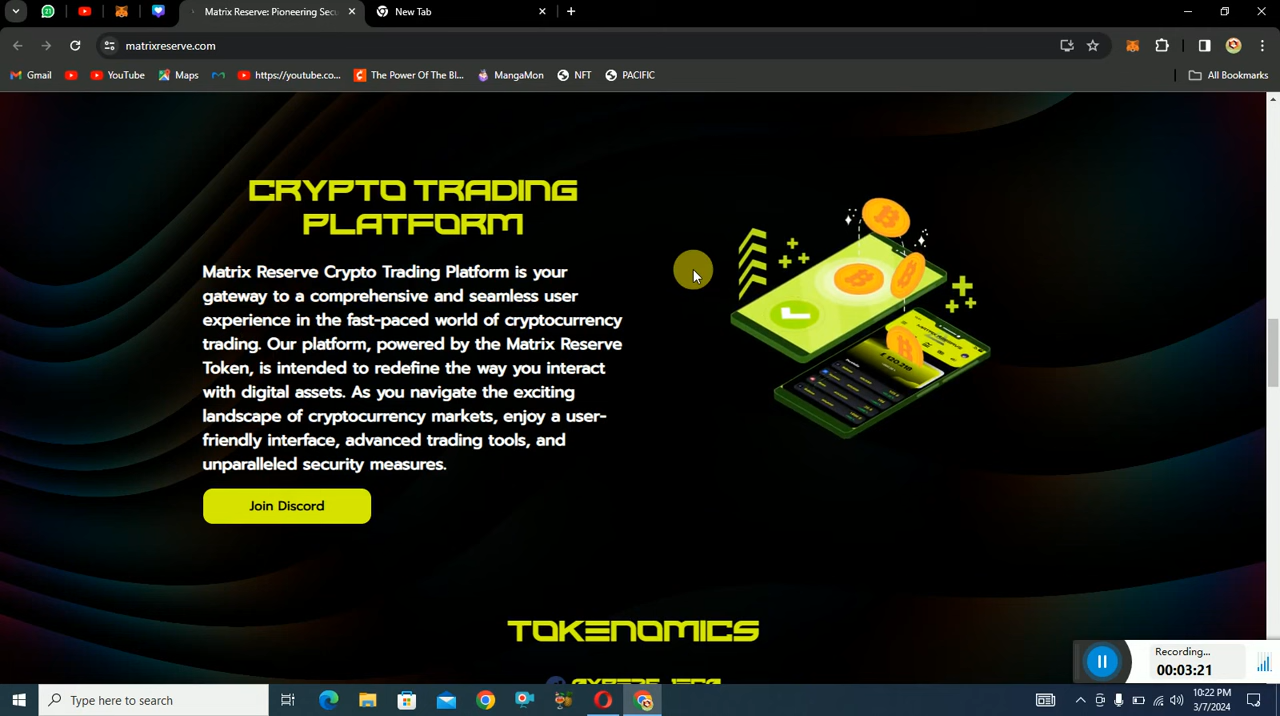 Matrix Reserve: Pioneering Secu
New Tab
matrixreserve.com
Gmail
YouTube
Maps
https://youtube.co...
The Power Of The Bl...
MangaMon
NFT
PACIFIC
All Bookmarks
CRYPTO TRADING
PLATFORM
Matrix Reserve Crypto Trading Platform is your
gateway to a comprehensive and seamless user
experience in the fast-paced world of cryptocurrency
trading. Our platform, powered by the Matrix Reserve
Token, is intended to redefine the way you interact
with digital assets. As you navigate the exciting
landscape of cryptocurrency markets, enjoy a user-
friendly interface, advanced trading tools, and
unparalleled security measures.
Join Discord
TOKENOMICS
Recording...
00:03:21
Type here to search
10:22 PM
3/7/2024